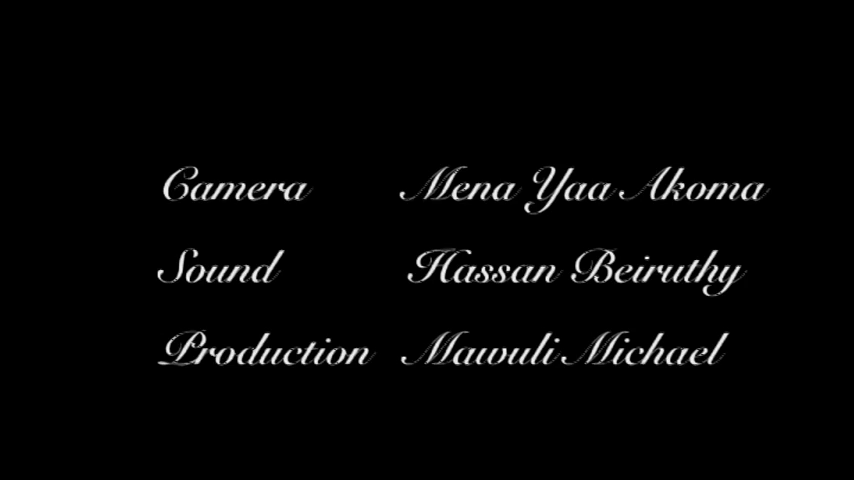 Camera Mena Yaa Akoma
Sound Hassan Beiruthy
Production Mawuli Michael